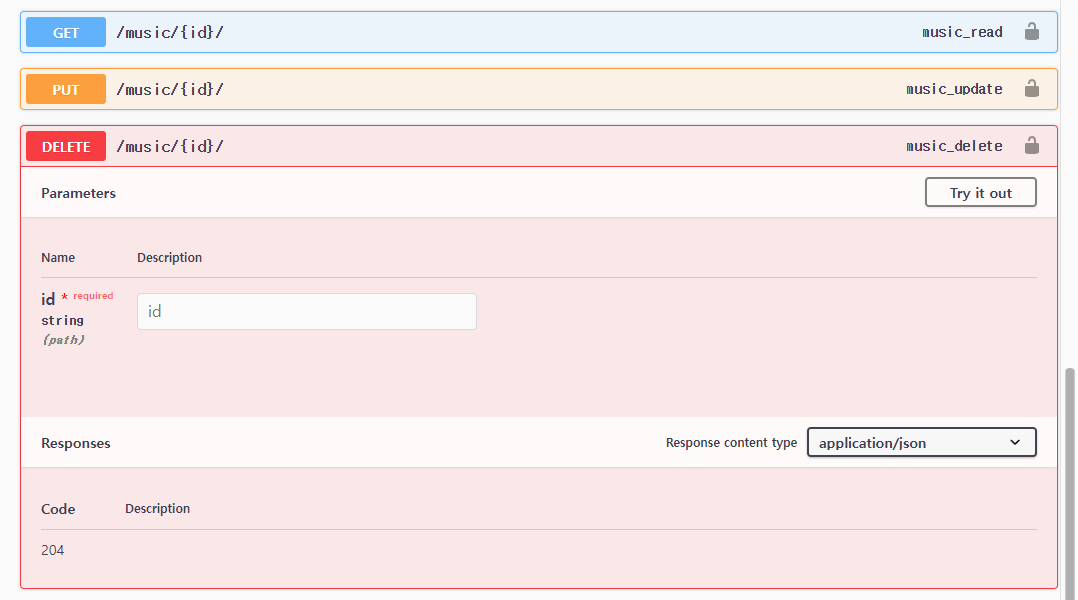 GET /music/{id}/ music_read
PUT /music/{id}/ music_update
DELETE /music/{id}/ music_delete
Parameters Try it out
Name Description
id * required
id
string
(path)
Responses Response content type application/json
Code Description
204